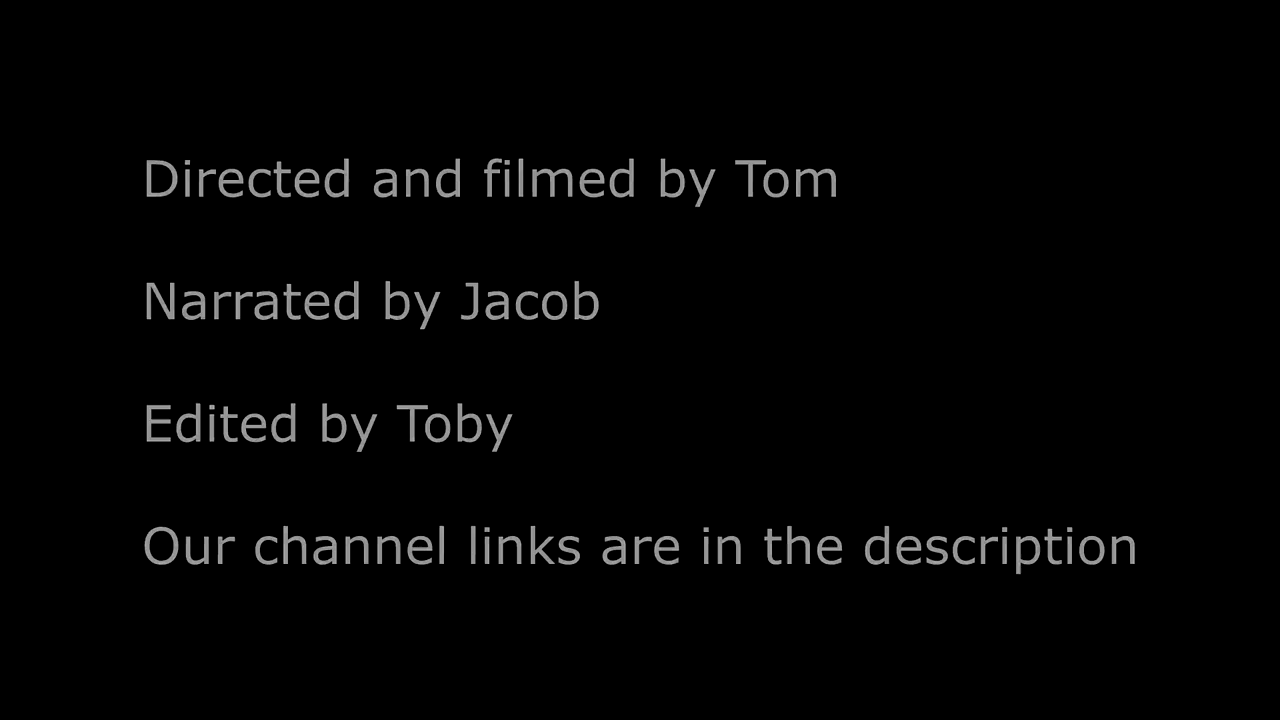 Directed and filmed by Tom
Narrated by Jacob
Edited by Toby
Our channel links are in the description